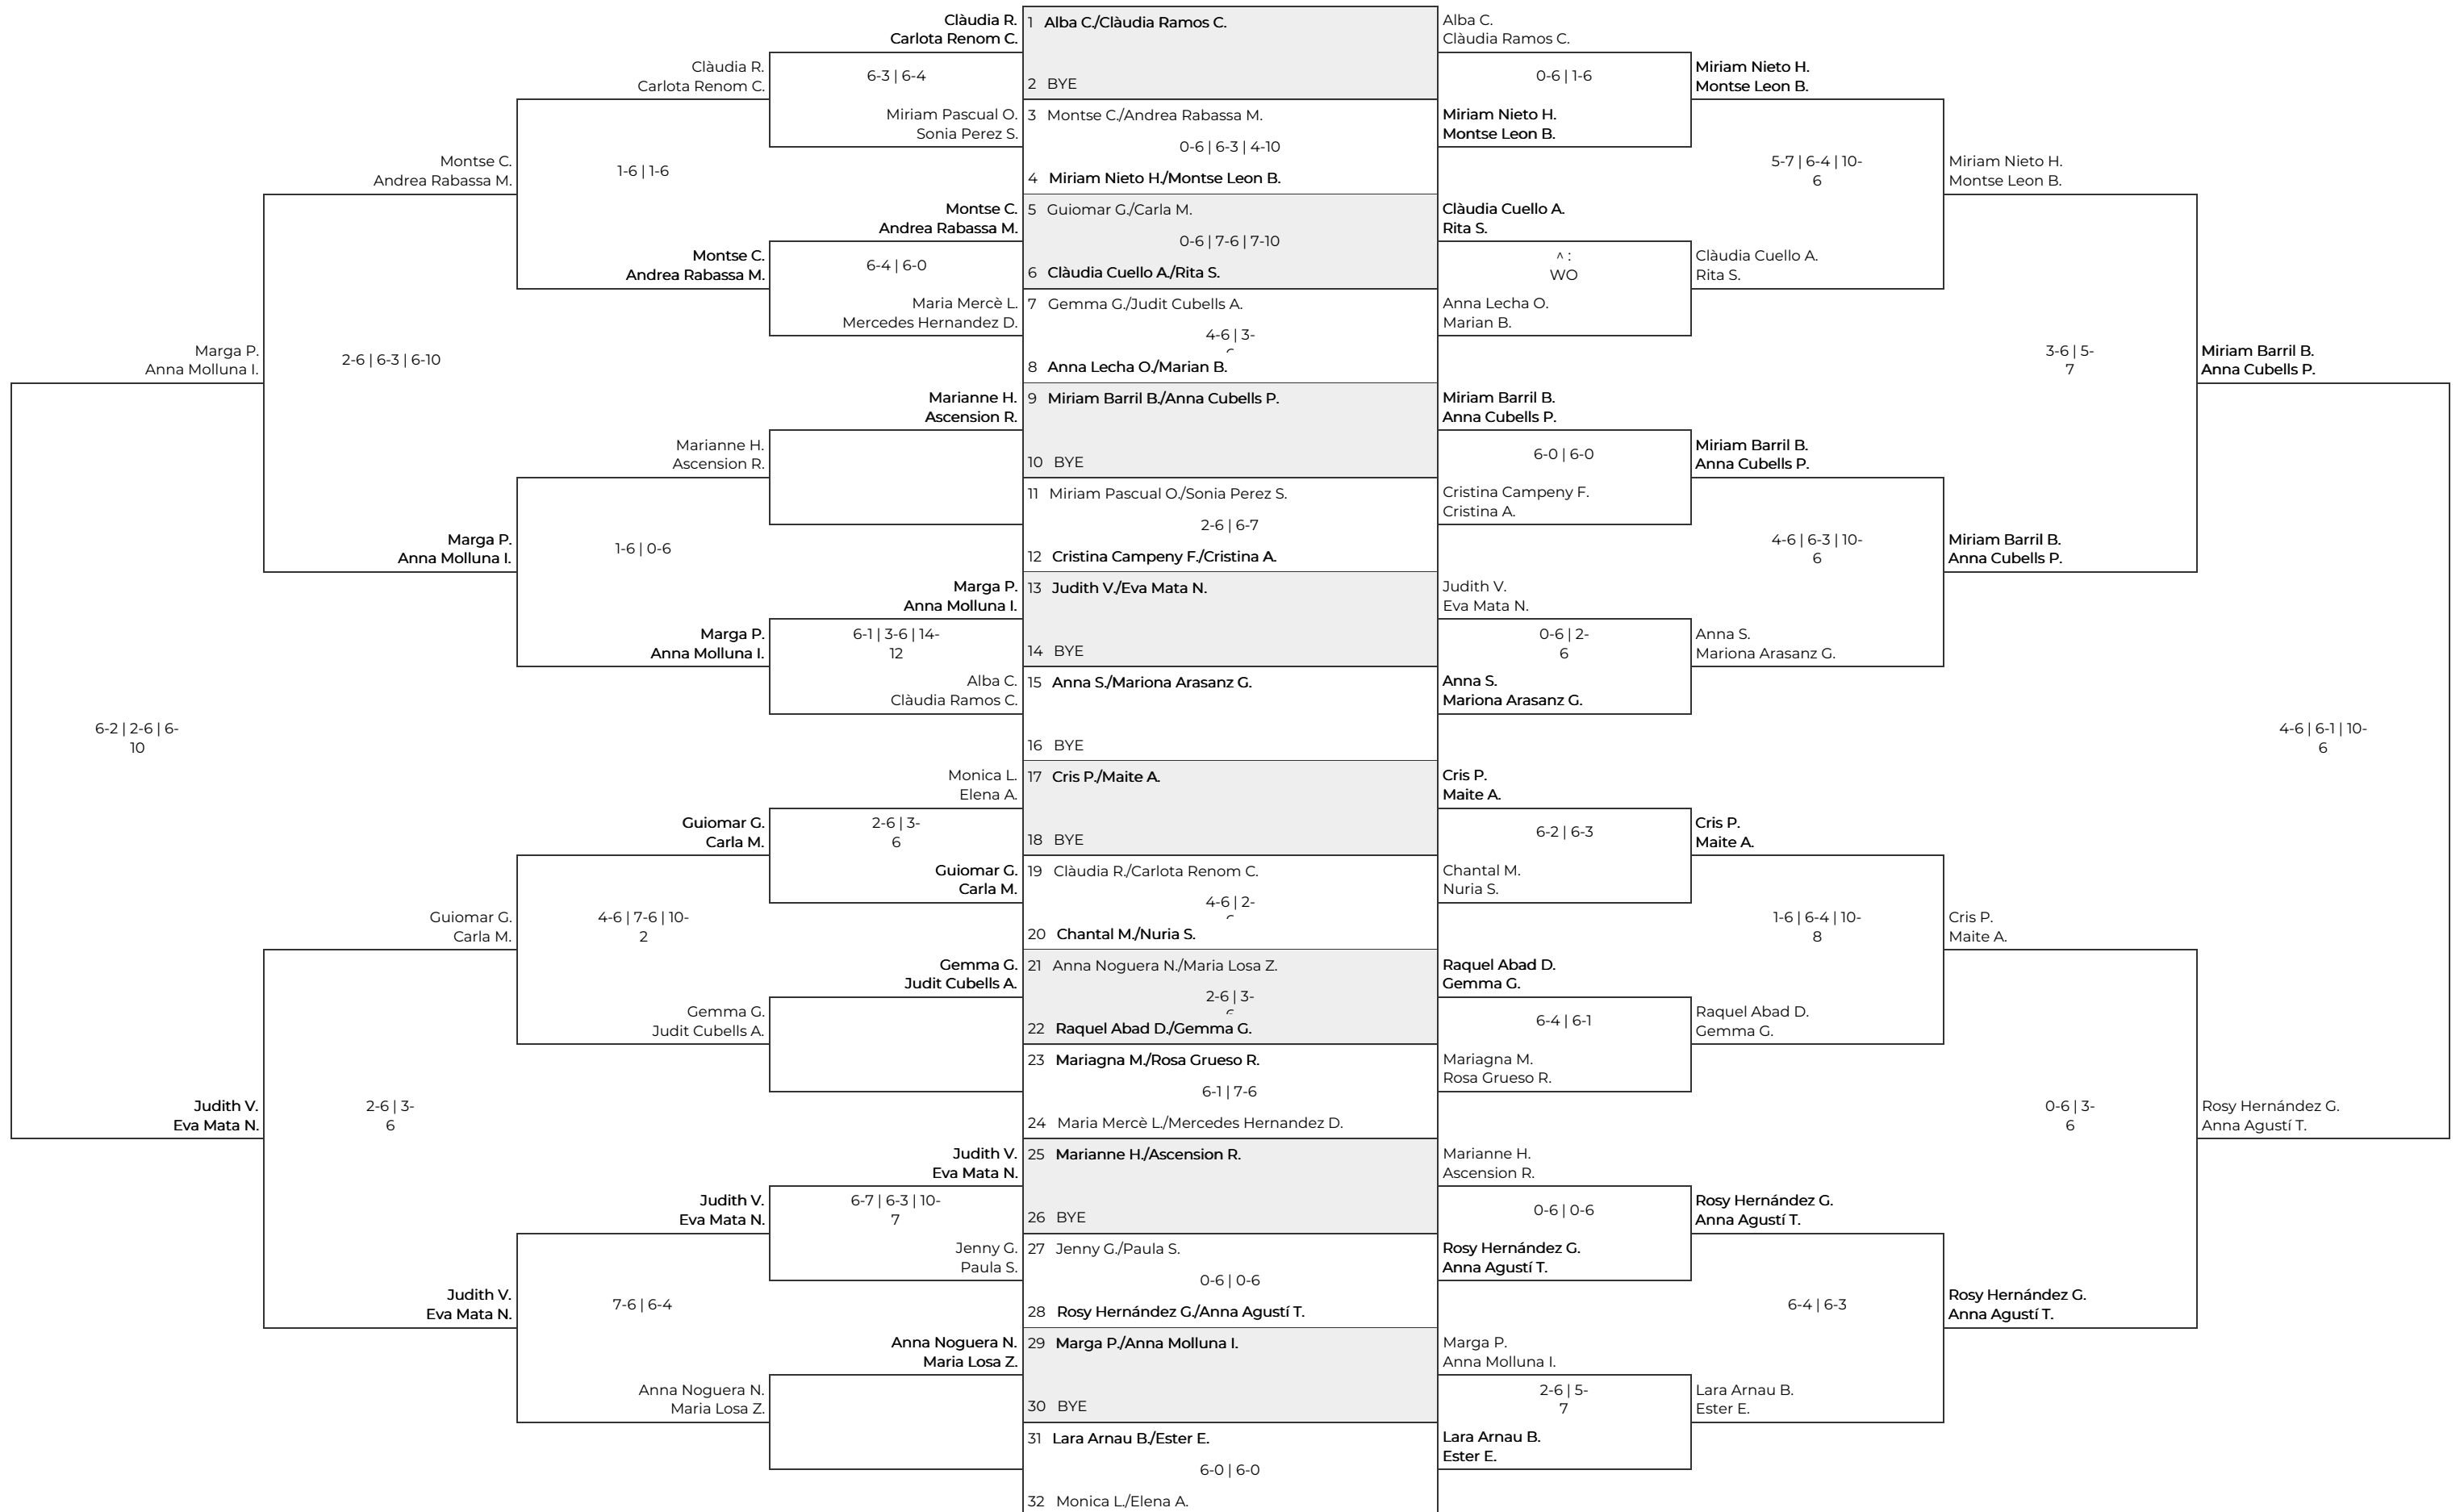 Clàudia R.
Carlota Renom C.
6-3 | 6-4
Miriam Pascual O.
Sonia Perez S.
Montse C.
Andrea Rabassa M.
6-4 | 6-0
Maria Mercè L.
Mercedes Hernandez D.
Marianne H.
Ascension R.
Marga P.
Anna Molluna I.
6-1 | 3-6 | 14-
12
Alba C.
Clàudia Ramos C.
Monica L.
Elena A.
2-6 | 3-
6
Guiomar G.
Carla M.
Gemma G.
Judit Cubells A.
Judith V.
Eva Mata N.
6-7 | 6-3 | 10-
7
Jenny G.
Paula S.
Anna Noguera N.
Maria Losa Z.
Clàudia R.
Carlota Renom C.
1-6 | 1-6
Montse C.
Andrea Rabassa M.
Marianne H.
Ascension R.
1-6 | 0-6
Marga P.
Anna Molluna I.
Guiomar G.
Carla M.
4-6 | 7-6 | 10-
2
Gemma G.
Judit Cubells A.
Judith V.
Eva Mata N.
7-6 | 6-4
Anna Noguera N.
Maria Losa Z.
Montse C.
Andrea Rabassa M.
2-6 | 6-3 | 6-10
Marga P.
Anna Molluna I.
Guiomar G.
Carla M.
2-6 | 3-
6
Judith V.
Eva Mata N.
Marga P.
Anna Molluna I.
6-2 | 2-6 | 6-
10
Judith V.
Eva Mata N.
1 Alba C./Clàudia Ramos C.
2 BYE
3 Montse C./Andrea Rabassa M.
0-6 | 6-3 | 4-10
4 Miriam Nieto H./Montse Leon B.
5 Guiomar G./Carla M.
0-6 | 7-6 | 7-10
6 Clàudia Cuello A./Rita S.
7 Gemma G./Judit Cubells A.
4-6 | 3-
8 Anna Lecha O./Marian B.
9 Miriam Barril B./Anna Cubells P.
10 BYE
11 Miriam Pascual O./Sonia Perez S.
2-6 | 6-7
12 Cristina Campeny F./Cristina A.
13 Judith V./Eva Mata N.
14 BYE
15 Anna S./Mariona Arasanz G.
16 BYE
17 Cris P./Maite A.
18 BYE
19 Clàudia R./Carlota Renom C.
4-6 | 2-
20 Chantal M./Nuria S.
21 Anna Noguera N./Maria Losa Z.
2-6 | 3-
22 Raquel Abad D./Gemma G.
23 Mariagna M./Rosa Grueso R.
6-1 | 7-6
24 Maria Mercè L./Mercedes Hernandez D.
25 Marianne H./Ascension R.
26 BYE
27 Jenny G./Paula S.
0-6 | 0-6
28 Rosy Hernández G./Anna Agustí T.
29 Marga P./Anna Molluna I.
30 BYE
31 Lara Arnau B./Ester E.
6-0 | 6-0
32 Monica L./Elena A.
Alba C.
Clàudia Ramos C.
0-6 | 1-6
Miriam Nieto H.
Montse Leon B.
Clàudia Cuello A.
Rita S.
^ :
WO
Anna Lecha O.
Marian B.
Miriam Barril B.
Anna Cubells P.
6-0 | 6-0
Cristina Campeny F.
Cristina A.
Judith V.
Eva Mata N.
0-6 | 2-
6
Anna S.
Mariona Arasanz G.
Cris P.
Maite A.
6-2 | 6-3
Chantal M.
Nuria S.
Raquel Abad D.
Gemma G.
6-4 | 6-1
Mariagna M.
Rosa Grueso R.
Marianne H.
Ascension R.
0-6 | 0-6
Rosy Hernández G.
Anna Agustí T.
Marga P.
Anna Molluna I.
2-6 | 5-
7
Lara Arnau B.
Ester E.
Miriam Nieto H.
Montse Leon B.
5-7 | 6-4 | 10-
6
Clàudia Cuello A.
Rita S.
Miriam Barril B.
Anna Cubells P.
4-6 | 6-3 | 10-
6
Anna S.
Mariona Arasanz G.
Cris P.
Maite A.
1-6 | 6-4 | 10-
8
Raquel Abad D.
Gemma G.
Rosy Hernández G.
Anna Agustí T.
6-4 | 6-3
Lara Arnau B.
Ester E.
Miriam Nieto H.
Montse Leon B.
3-6 | 5-
7
Miriam Barril B.
Anna Cubells P.
Cris P.
Maite A.
0-6 | 3-
6
Rosy Hernández G.
Anna Agustí T.
Miriam Barril B.
Anna Cubells P.
4-6 | 6-1 | 10-
6
Rosy Hernández G.
Anna Agustí T.